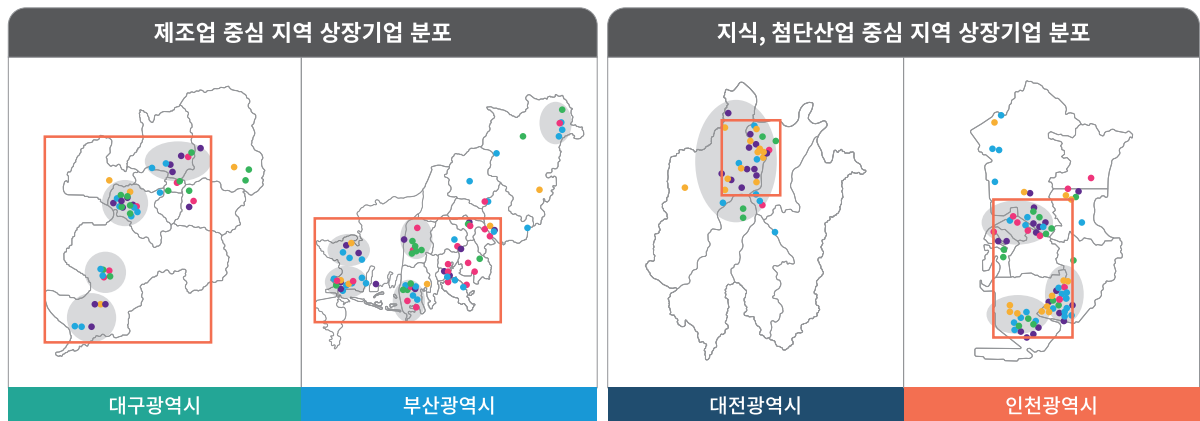 제조업 중심 지역 상장기업 분포
지식, 첨단산업 중심 지역 상장기업 분포
대구광역시
부산광역시
대전광역시
인천광역시